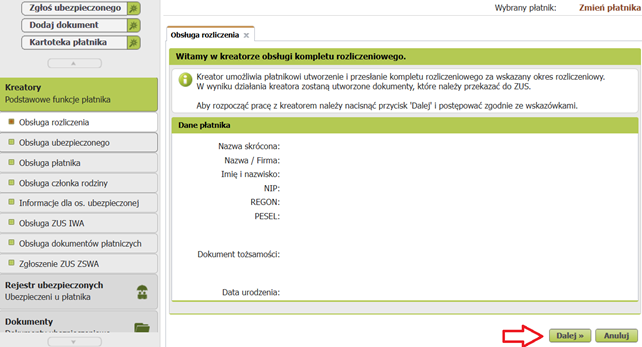 Zgłoś ubezpieczonego
Dodaj dokument
Kartoteka płatnika
Kreatory
Podstawowe funkcje płatnika
Obsługa rozliczenia
Obsługa ubezpieczonego
Obsługa płatnika
Obsługa członka rodziny
Informacje dla os. ubezpieczonej
Obsługa ZUS IWA
Obsługa dokumentów płatniczych
Zgłoszenie ZUS ZSWA
Rejestr ubezpieczonych
Ubezpieczeni u płatnika
Dokumenty
Wybrany płatnik: Zmień płatnika
Obsługa rozliczenia ×
Witamy w kreatorze obsługi kompletu rozliczeniowego.
Kreator umożliwia płatnikowi utworzenie i przesłanie kompletu rozliczeniowego za wskazany okres rozliczeniowy.
W wyniku działania kreatora zostaną utworzone dokumenty, które należy przekazać do ZUS.
Aby rozpocząć pracę z kreatorem należy nacisnąć przycisk 'Dalej' i postępować zgodnie ze wskazówkami.
Dane płatnika
Nazwa skrócona:
Nazwa / Firma:
Imię i nazwisko:
NIP:
REGON:
PESEL:
Dokument tożsamości:
Data urodzenia:
Dalej »
Anuluj